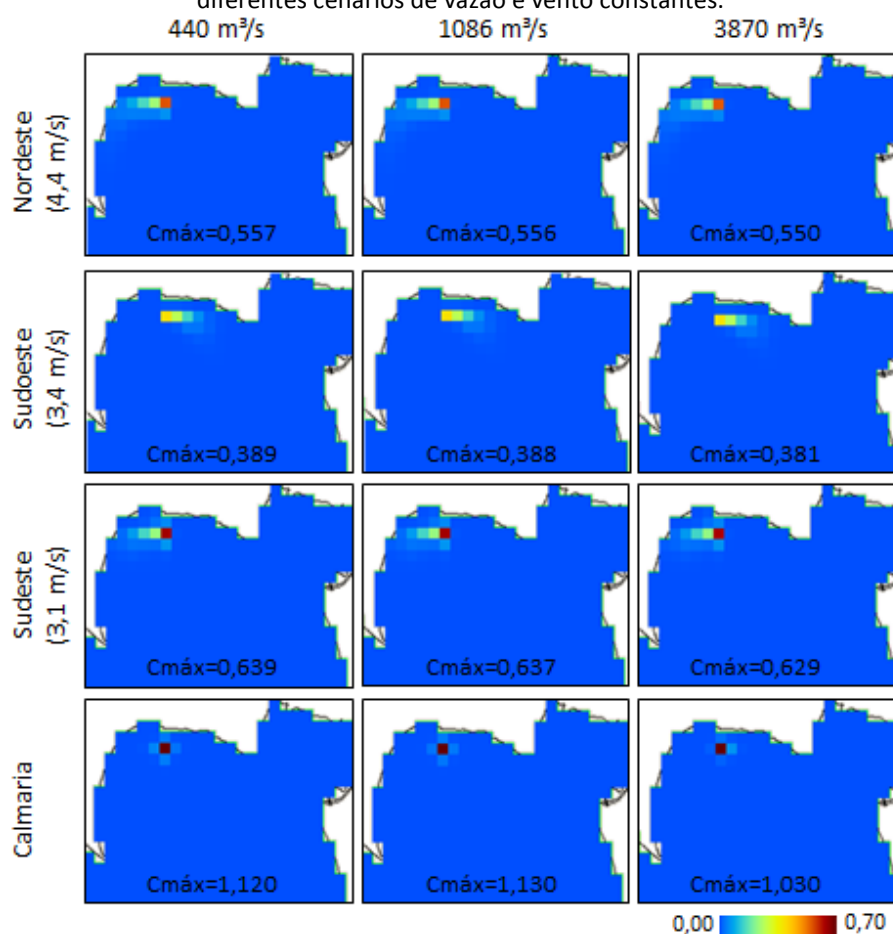 diferentes cenários de vazão e vento constantes.
440 m³/s 1086 m³/s 3870 m³/s
Nordeste
(4,4 m/s)
Cmáx=0,557 Cmáx=0,556 Cmáx=0,550
Sudoeste
(3,4 m/s)
Cmáx=0,389 Cmáx=0,388 Cmáx=0,381
Sudeste
(3,1 m/s)
Cmáx=0,639 Cmáx=0,637 Cmáx=0,629
Calmaria
Cmáx=1,120 Cmáx=1,130 Cmáx=1,030
0,00 0,70